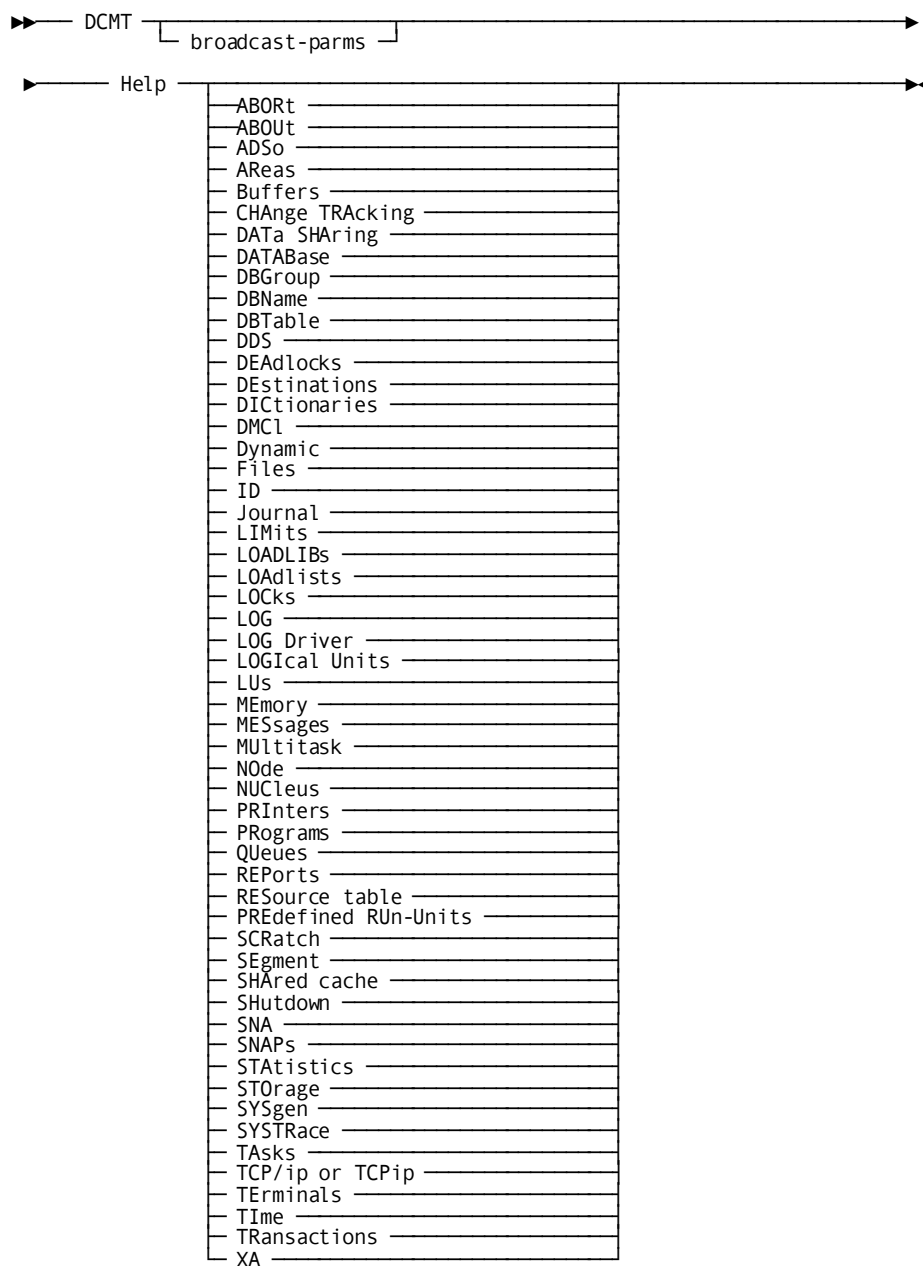 DCMT
broadcast-parms
Help
ABORt
ABOUt
ADSo
AReas
Buffers
CHAnge TRAcking
DATa SHAring
DATABase
DBGroup
DBName
DBTable
DDS
DEAdlocks
DEstinations
DICtionaries
DMCl
Dynamic
Files
ID
Journal
LIMits
LOADLIBs
LOAdlists
LOCks
LOG
LOG Driver
LOGIcal Units
LUs
MEmory
MESsages
MUltitask
NOde
NUCleus
PRInters
PRograms
QUeues
REPorts
RESource table
PREdefined RUn-Units
SCRatch
SEgment
SHAred cache
SHutdown
SNA
SNAPs
STAtistics
STOrage
SYSgen
SYSTRace
TAsks
TCP/ip or TCPip
TErminals
TIme
TRansactions
XA